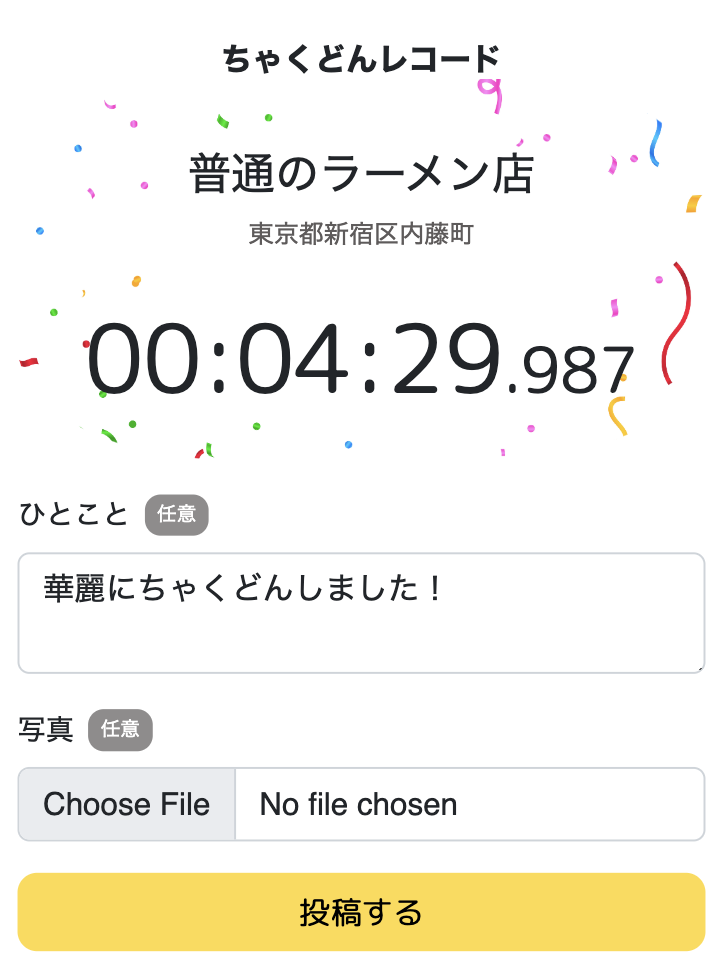 ちゃくどんレコード
普通のラーメン店
東京都新宿区内藤町
00:04:29.987
ひとこと 任意
華麗にちゃくどんしました！
写真 任意
Choose File No file chosen
投稿する